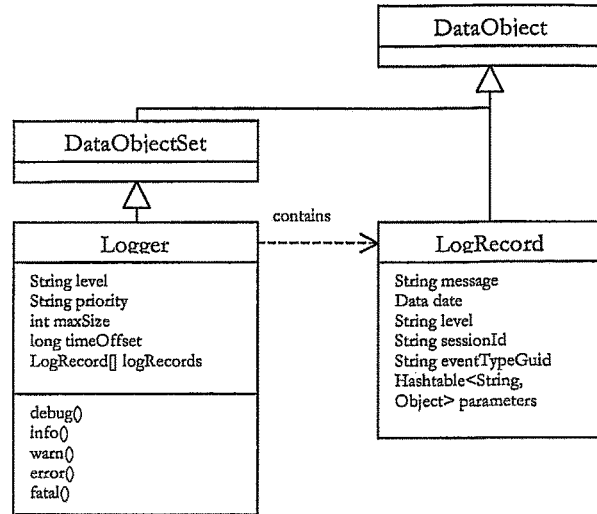 DataObject
DataObjectSet
contains
Logger
String level
String priority
int maxSize
long timeOffset
LogRecord[] logRecords
debug()
info()
warn()
error()
fatal()
LogRecord
String message
Data date
String level
String sessionId
String eventTypeGuid
Hashtable<String,
Object> parameters